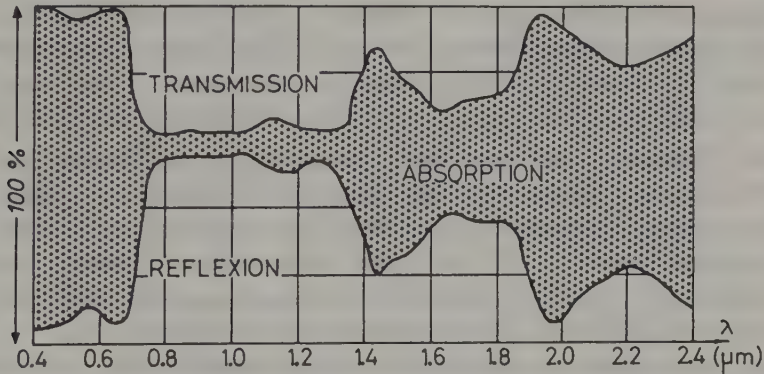 100 %
TRANSMISSION
ABSORPTION
REFLEXION
0.4 0.6 0.8 1.0 1.2 1.4 1.6 1.8 2.0 2.2 2.4 (µm)
λ